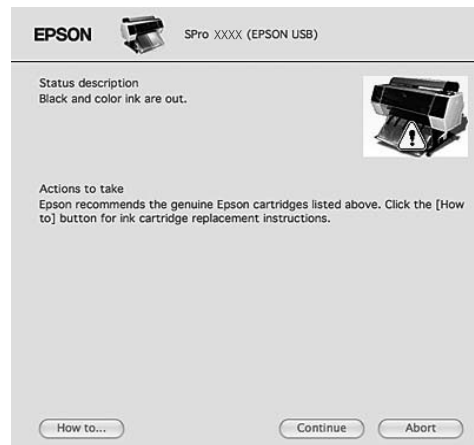 EPSON SPro XXXX (EPSON USB)
Status description
Black and color ink are out.
Actions to take
Epson recommends the genuine Epson cartridges listed above. Click the [How
to] button for ink cartridge replacement instructions.
How to... Continue Abort